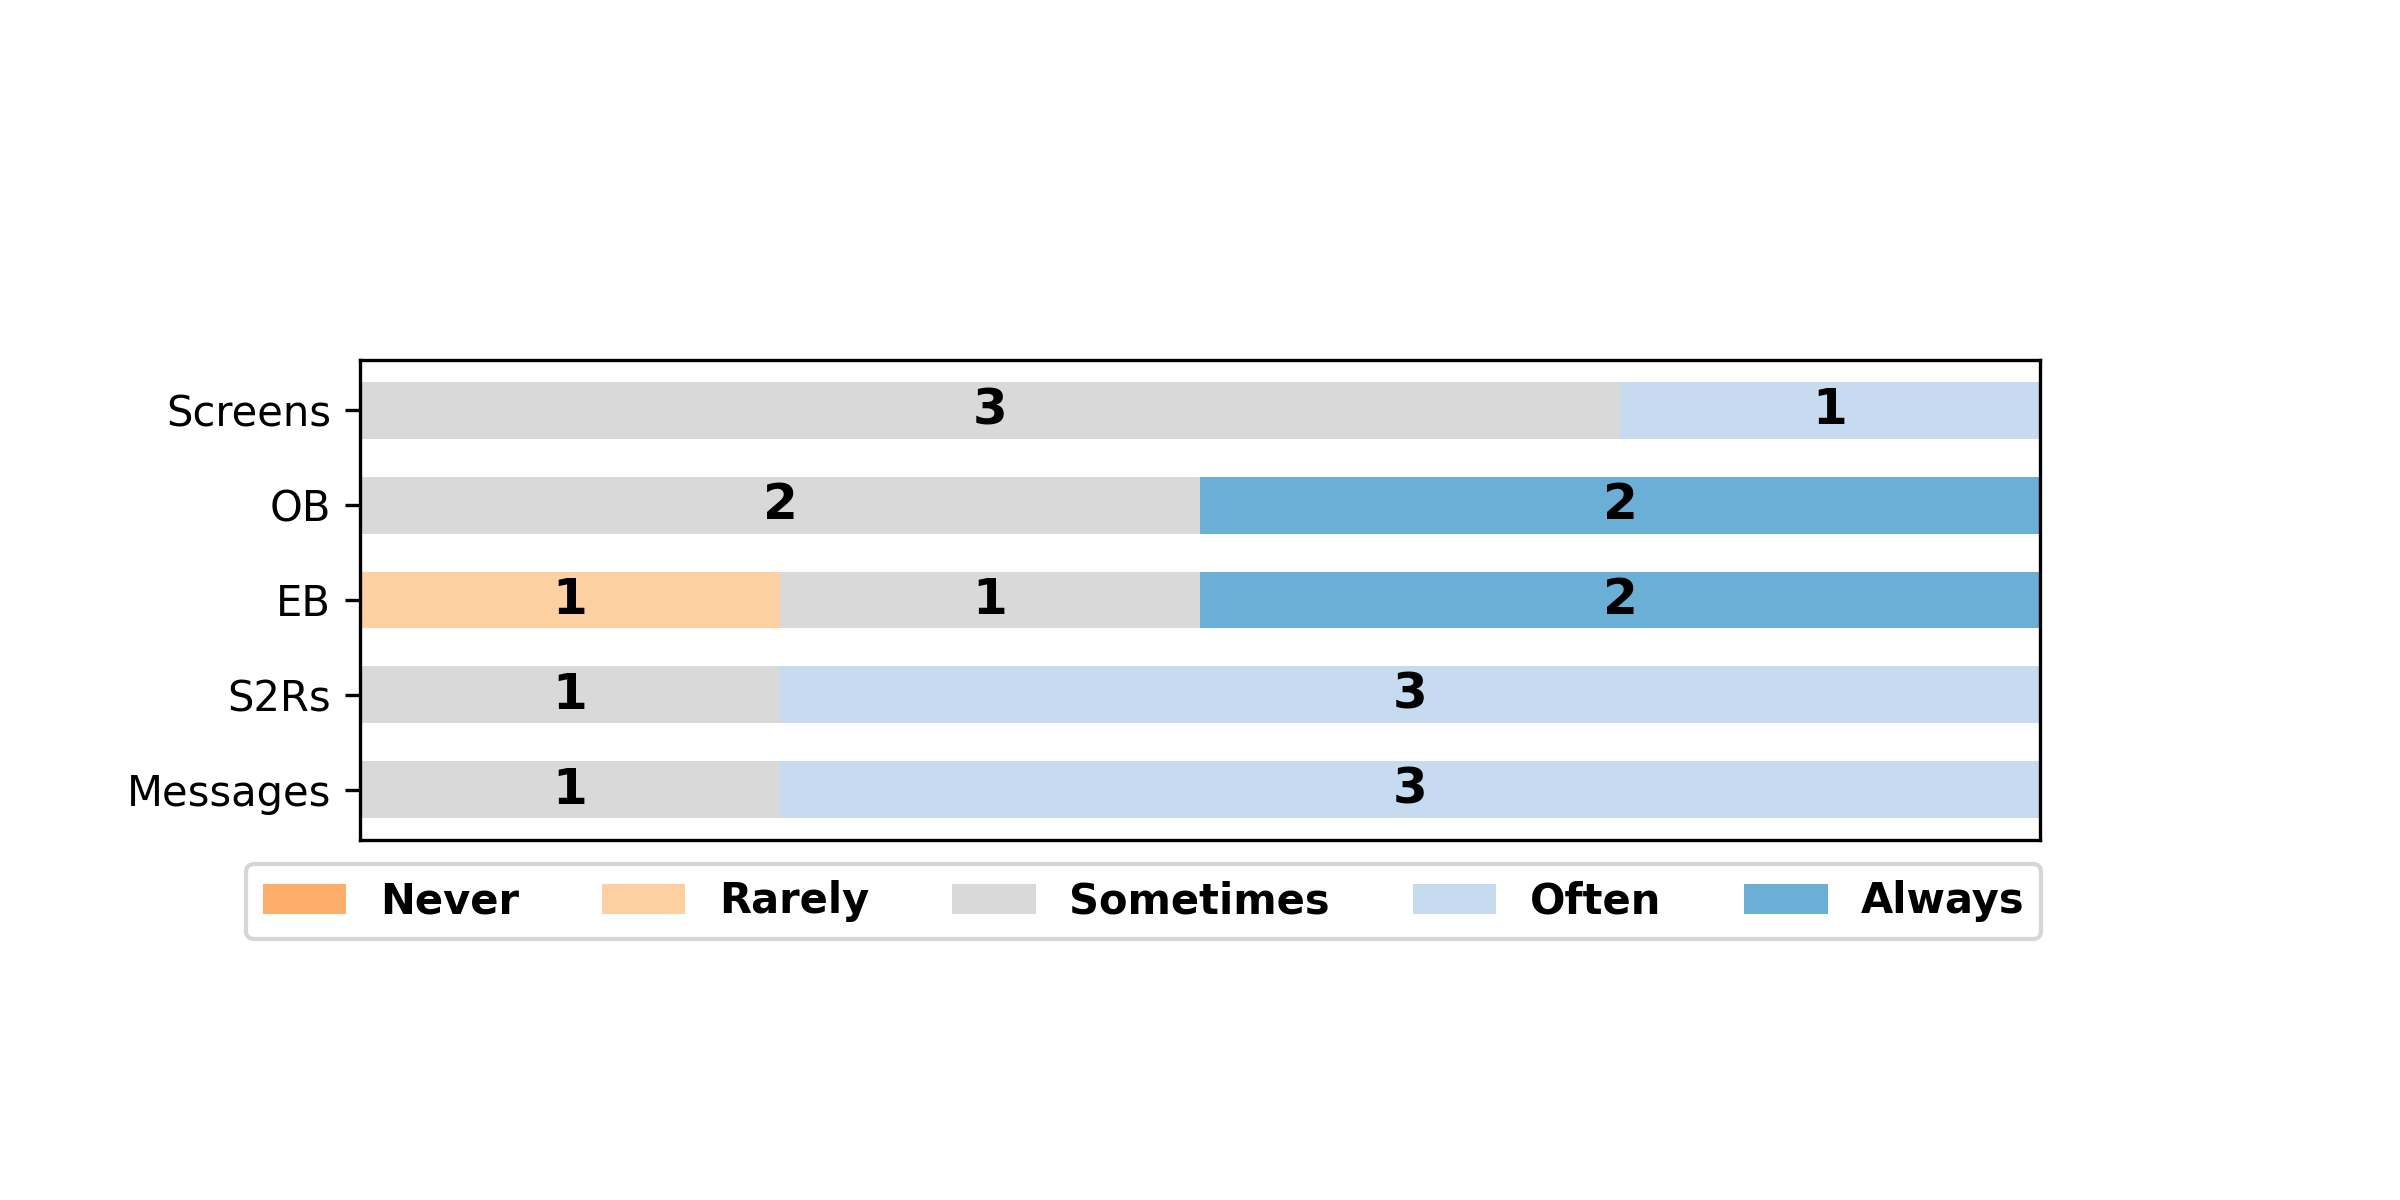 Screens 3 1
OB 2 2
EB 1 1 2
S2Rs 1 3
Messages 1 3
Never Rarely Sometimes Often Always